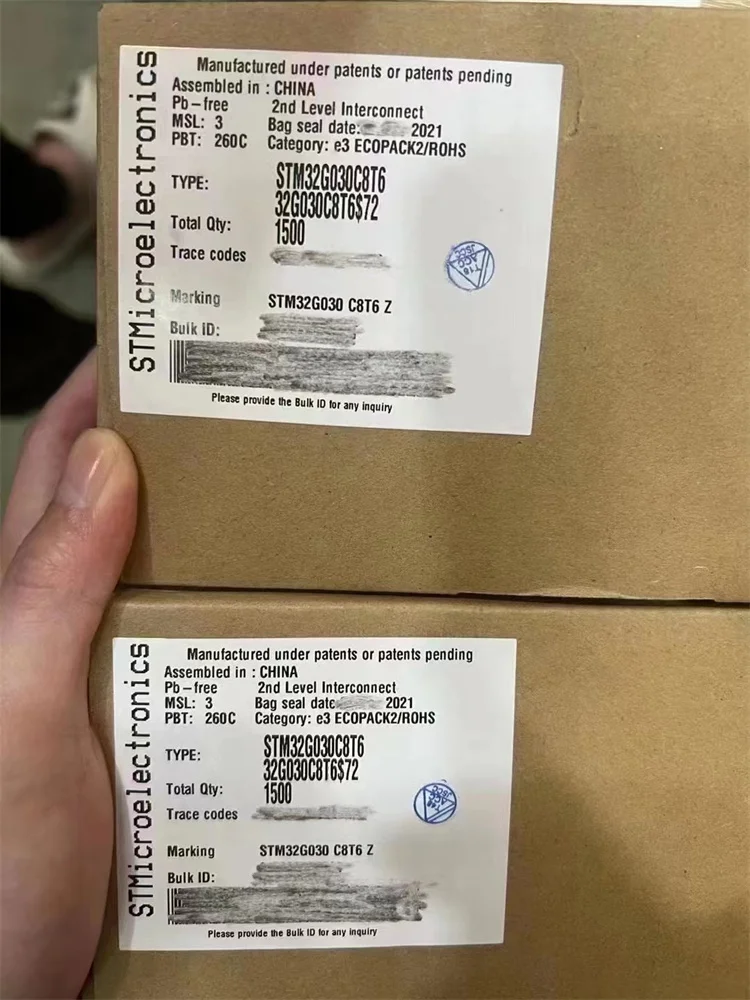 STMicroelectronics
Manufactured under patents or patents pending
Assembled in : CHINA
Pb-free 2nd Level Interconnect
MSL: 3 Bag seal date: 2021
PBT: 260C Category: e3 ECOPACK2/ROHS
TYPE: STM32G030C8T6
32G030C8T6$72
Total Qty: 1500
Trace codes
Marking STM32G030 C8T6 Z
Bulk ID:
Please provide the Bulk ID for any inquiry
STMicroelectronics
Manufactured under patents or patents pending
Assembled in : CHINA
Pb-free 2nd Level Interconnect
MSL: 3 Bag seal date 2021
PBT: 260C Category: e3 ECOPACK2/ROHS
TYPE: STM32G030C8T6
32G030C8T6$72
Total Qty: 1500
Trace codes
Marking STM32G030 C8T6 Z
Bulk ID:
Please provide the Bulk ID for any inquiry